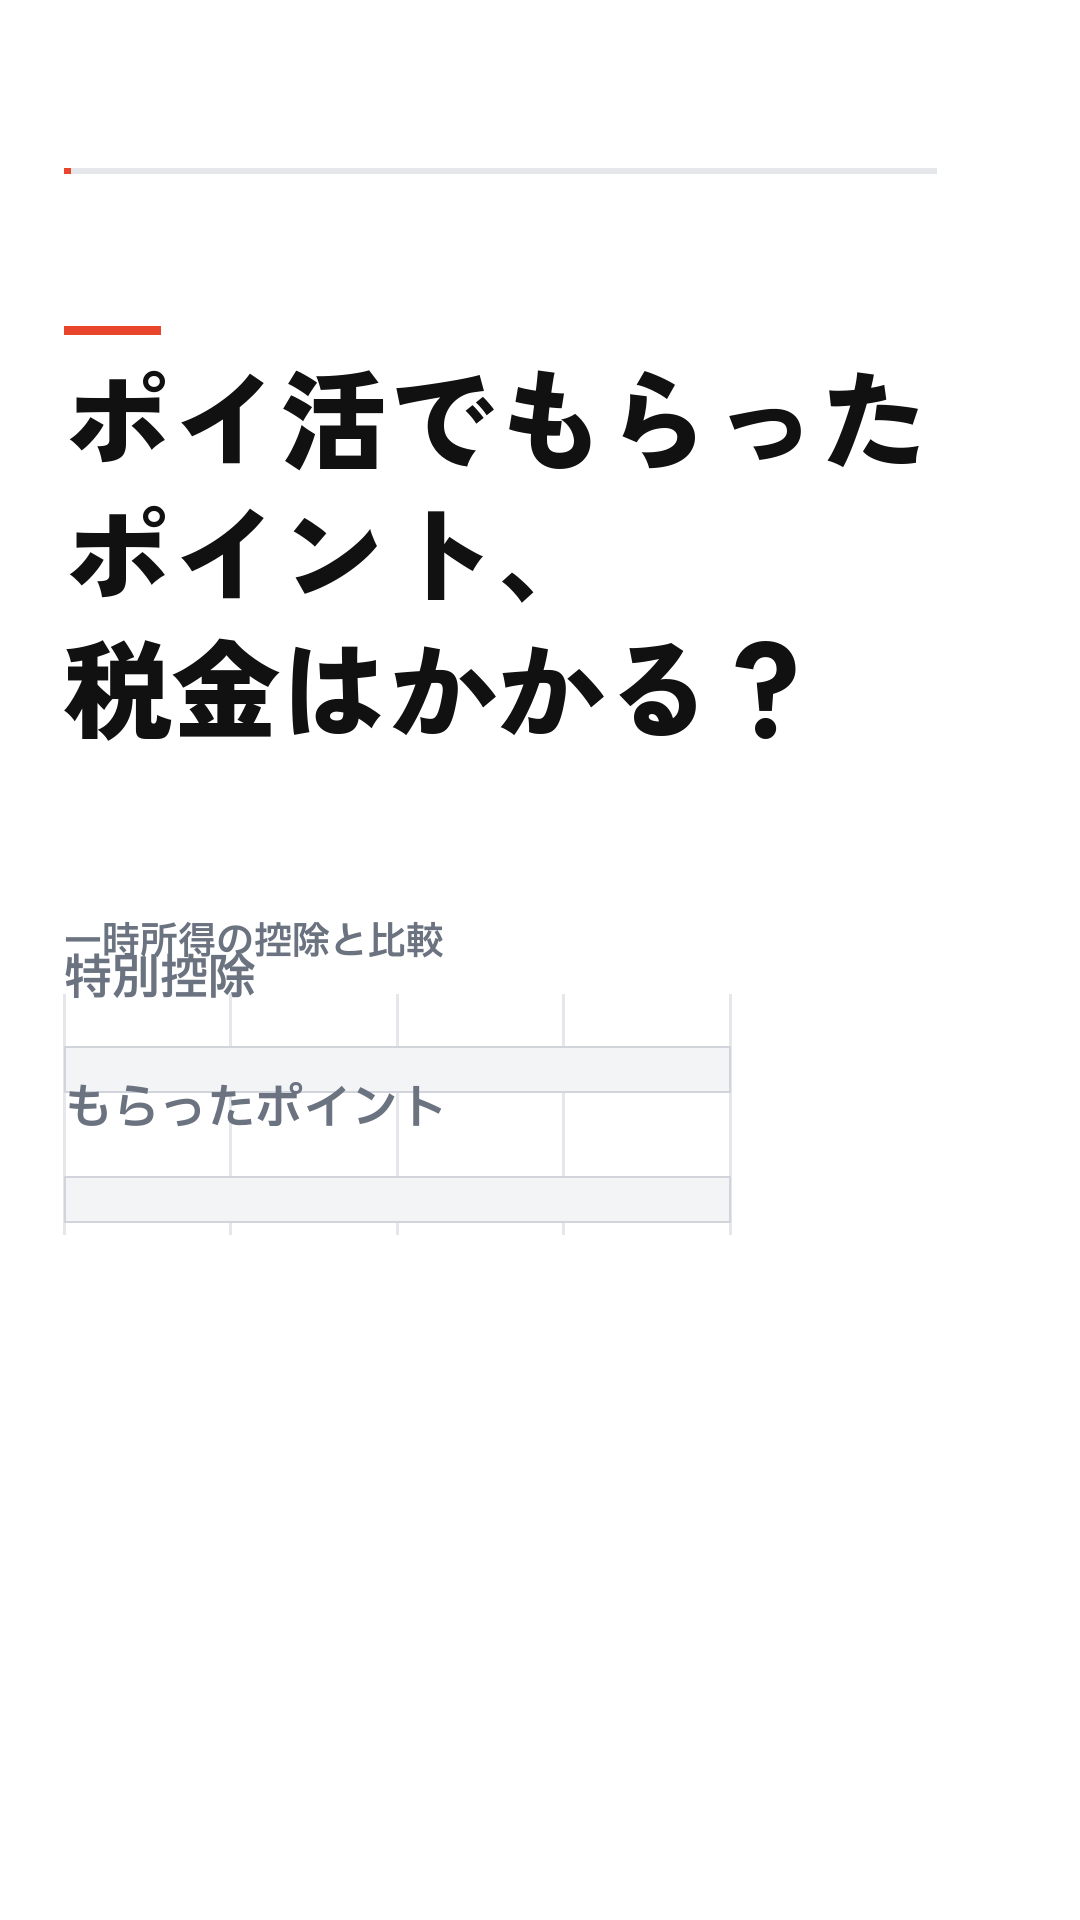 ポイ活でもらった
ポイント、
税金はかかる？
一時所得の控除と比較
特別控除
もらったポイント